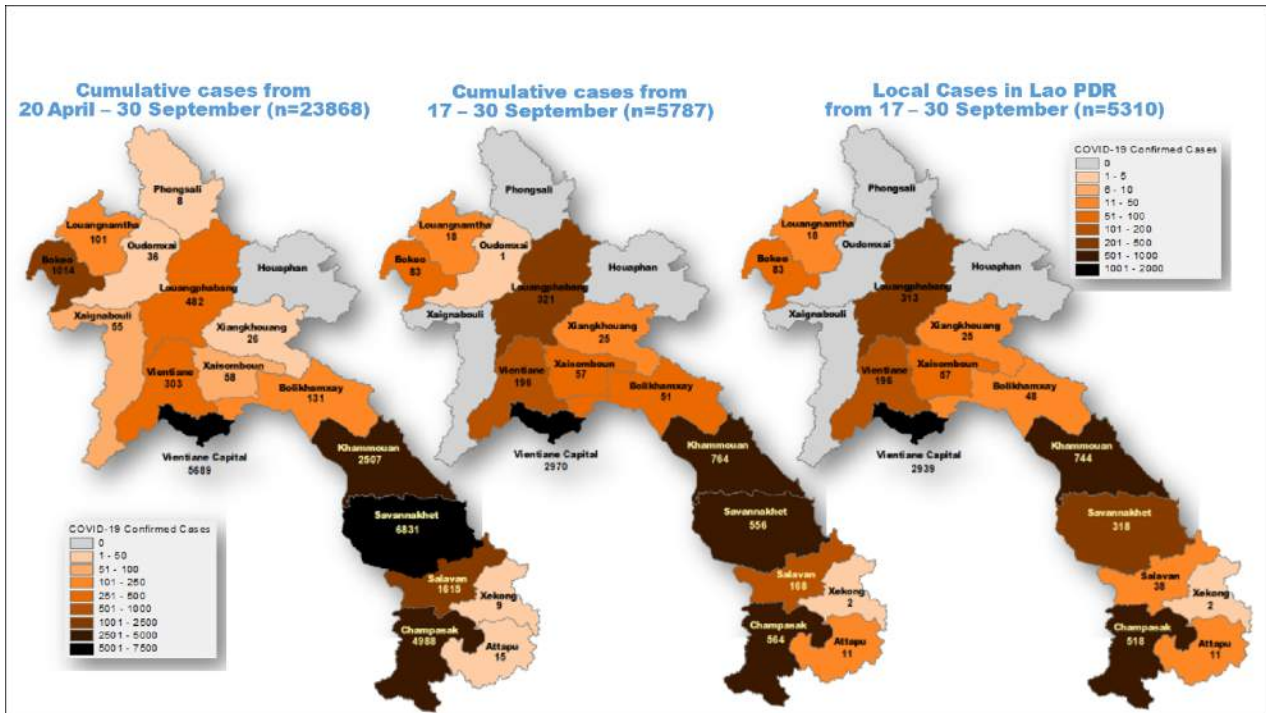 Cumulative cases from
20 April – 30 September (n=23868)
Phongsali
8
Louangnamtha
101
Oudomxai
36
Bokeo
1014
Houaphan
Louangphabang
482
Xaignabouli
55
Xiangkhouang
26
Vientiane
303
Xaisomboun
58
Bolikhamxay
131
Vientiane Capital
5689
Khammouan
2507
Savannakhet
6831
Salavan
1615
Xekong
9
Champasak
4988
Attapu
15
COVID-19 Confirmed Cases
0
1 - 50
51 - 100
101 - 250
251 - 500
501 - 1000
1001 - 2500
2501 - 5000
5001 - 7500
Cumulative cases from
17 – 30 September (n=5787)
Phongsali
Louangnamtha
18
Oudomxai
1
Bokeo
83
Houaphan
Louangphabang
321
Xaignabouli
Xiangkhouang
25
Vientiane
Xaisomboun
57
Bolikhamxay
51
Vientiane Capital
2970
Khammouan
764
Savannakhet
556
Salavan
168
Xekong
2
Champasak
564
Attapu
11
Local Cases in Lao PDR
from 17 – 30 September (n=5310)
COVID-19 Confirmed Cases
0
1 - 5
6 - 10
11 - 50
51 - 100
101 - 200
201 - 500
501 - 1000
1001 - 2000
Phongsali
Louangnamtha
18
Oudomxai
Bokeo
83
Houaphan
Louangphabang
313
Xaignabouli
Xiangkhouang
25
Vientiane
Xaisomboun
57
Bolikhamxay
48
Vientiane Capital
2939
Khammouan
744
Savannakhet
318
Salavan
38
Xekong
2
Champasak
518
Attapu
11